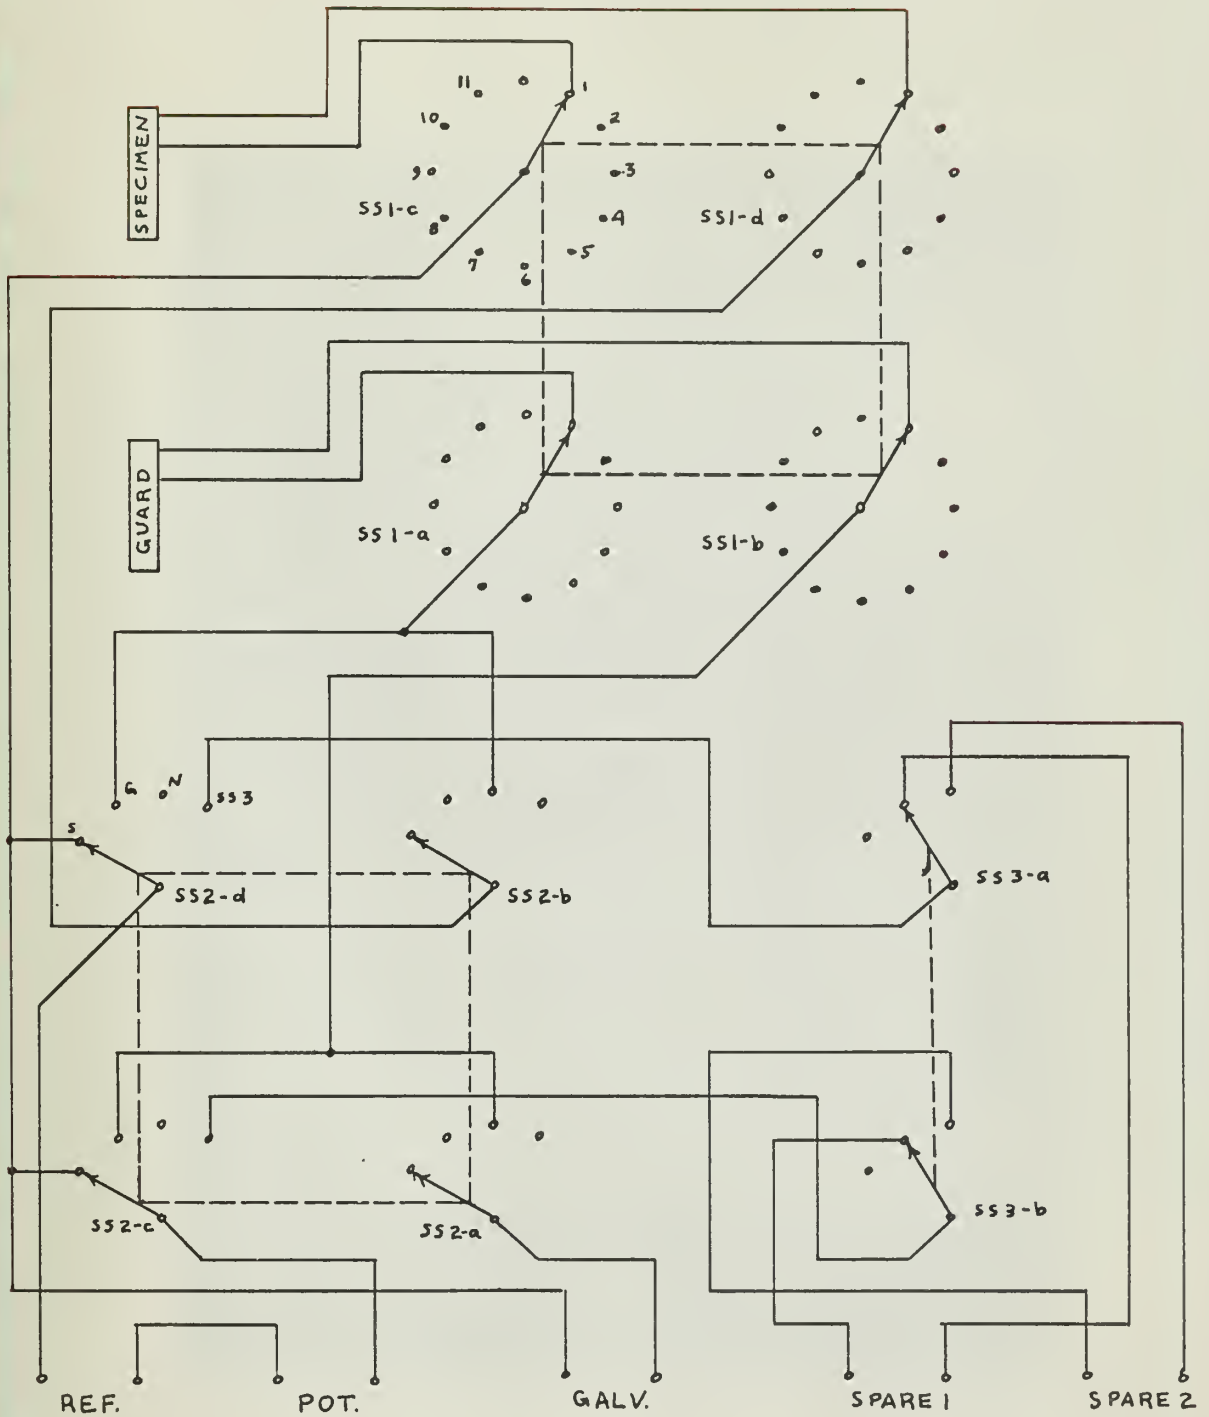 SPECIMEN
11
1
10
2
9
3
SS1-c
SS1-d
8
4
7
5
6
GUARD
SS1-a
SS1-b
G
N
SS3
S
SS2-d
SS2-b
SS3-a
SS2-c
SS2-a
SS3-b
REF.
POT.
GALV.
SPARE 1
SPARE 2